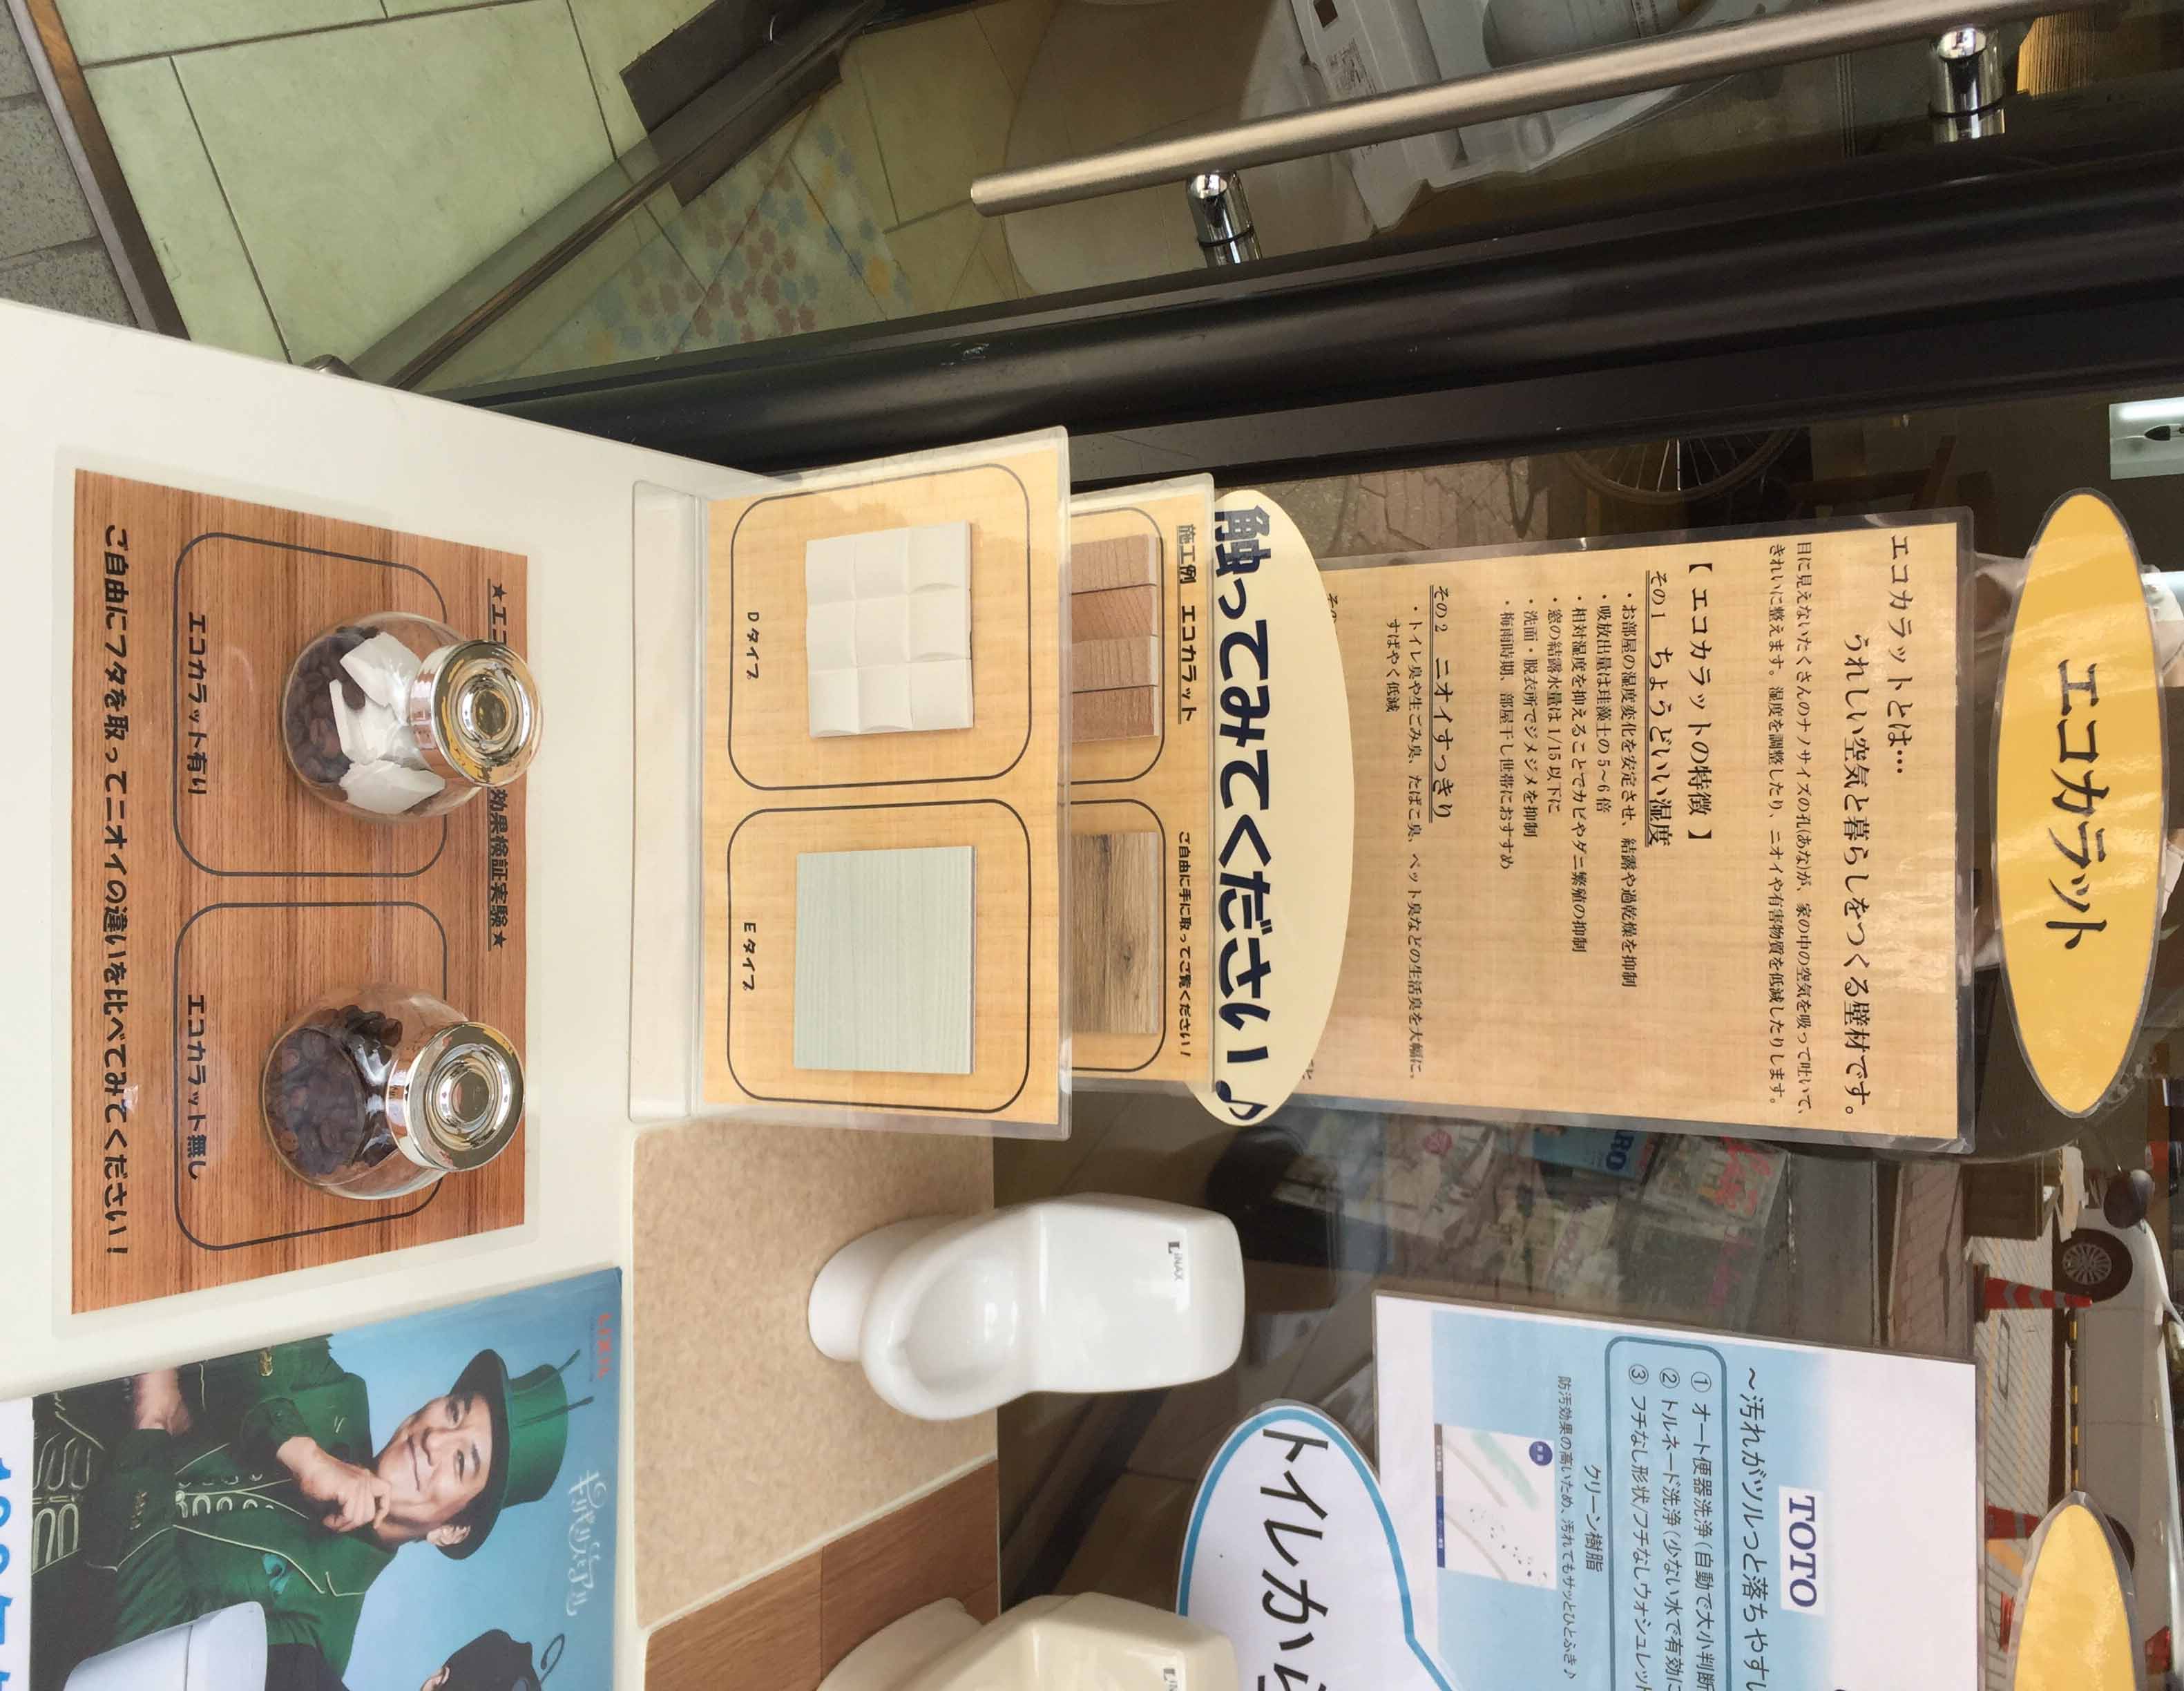 エコカラット
エコカラットとは…
うれしい空気と暮らしをつくる壁材です。
目に見えないたくさんのナノサイズの孔(あな)が、家の中の空気を吸って吐いて、
きれいに整えます。湿度を調整したり、ニオイや有害物質を低減したりします。
【 エコカラットの特徴 】
その1 ちょうどいい湿度
・お部屋の湿度変化を安定させ、結露や過乾燥を抑制
・吸放出量は珪藻土の5~6倍
・相対湿度を抑えることでカビやダニ繁殖の抑制
・窓の結露水量は1/15以下に
・洗面・脱衣所でジメジメを抑制
・梅雨時期、部屋干し世帯におすすめ
その2 ニオイすっきり
・トイレ臭や生ごみ臭、たばこ臭、ペット臭などの生活臭を大幅に、
すばやく低減
触ってみてください♪
施工例 エコカラット
ご自由に手に取ってご覧ください!
Dタイプ
Eタイプ
★エコ
効果検証実験★
エコカラット有り
エコカラット無し
ご自由にフタを取ってニオイの違いを比べてみてください!
TOTO
~汚れがツルっと落ちやすい
① オート便器洗浄(自動で大小判断
② トルネード洗浄(少ない水で有効に
③ フチなし形状/フチなしウォシュレット
クリーン樹脂
防汚効果の高いため、汚れてもサッとひとふき♪
トイレから
INAX
LIXIL